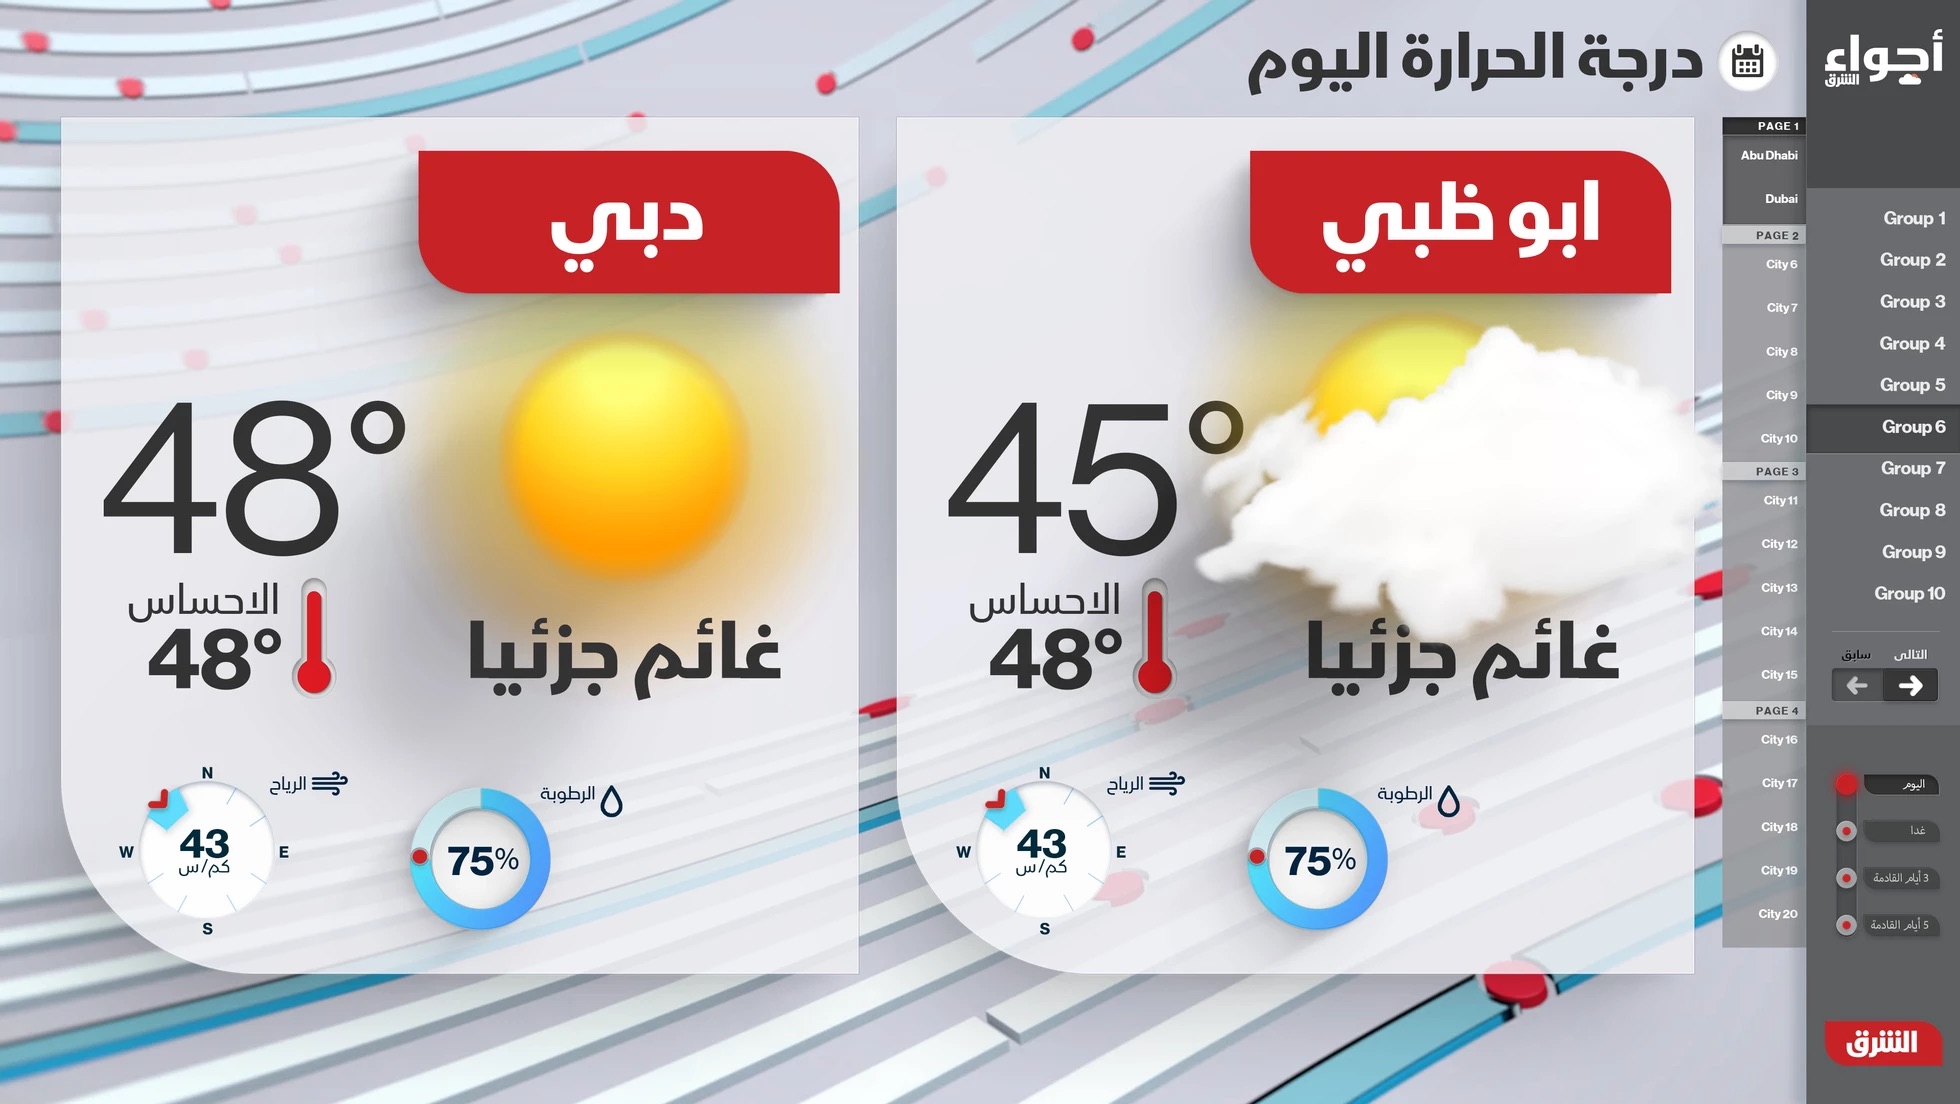 أجواء
الشرق
درجة الحرارة اليوم
ابو ظبي
45°
الاحساس
48°
غائم جزئيا
الرياح
N
W
E
S
43
كم/س
الرطوبة
75%
دبي
48°
الاحساس
48°
غائم جزئيا
الرياح
N
W
E
S
43
كم/س
الرطوبة
75%
PAGE 1
Abu Dhabi
Dubai
PAGE 2
City 6
City 7
City 8
City 9
City 10
PAGE 3
City 11
City 12
City 13
City 14
City 15
PAGE 4
City 16
City 17
City 18
City 19
City 20
Group 1
Group 2
Group 3
Group 4
Group 5
Group 6
Group 7
Group 8
Group 9
Group 10
التالى
سابق
اليوم
غدا
3 أيام القادمة
5 أيام القادمة
الشرق